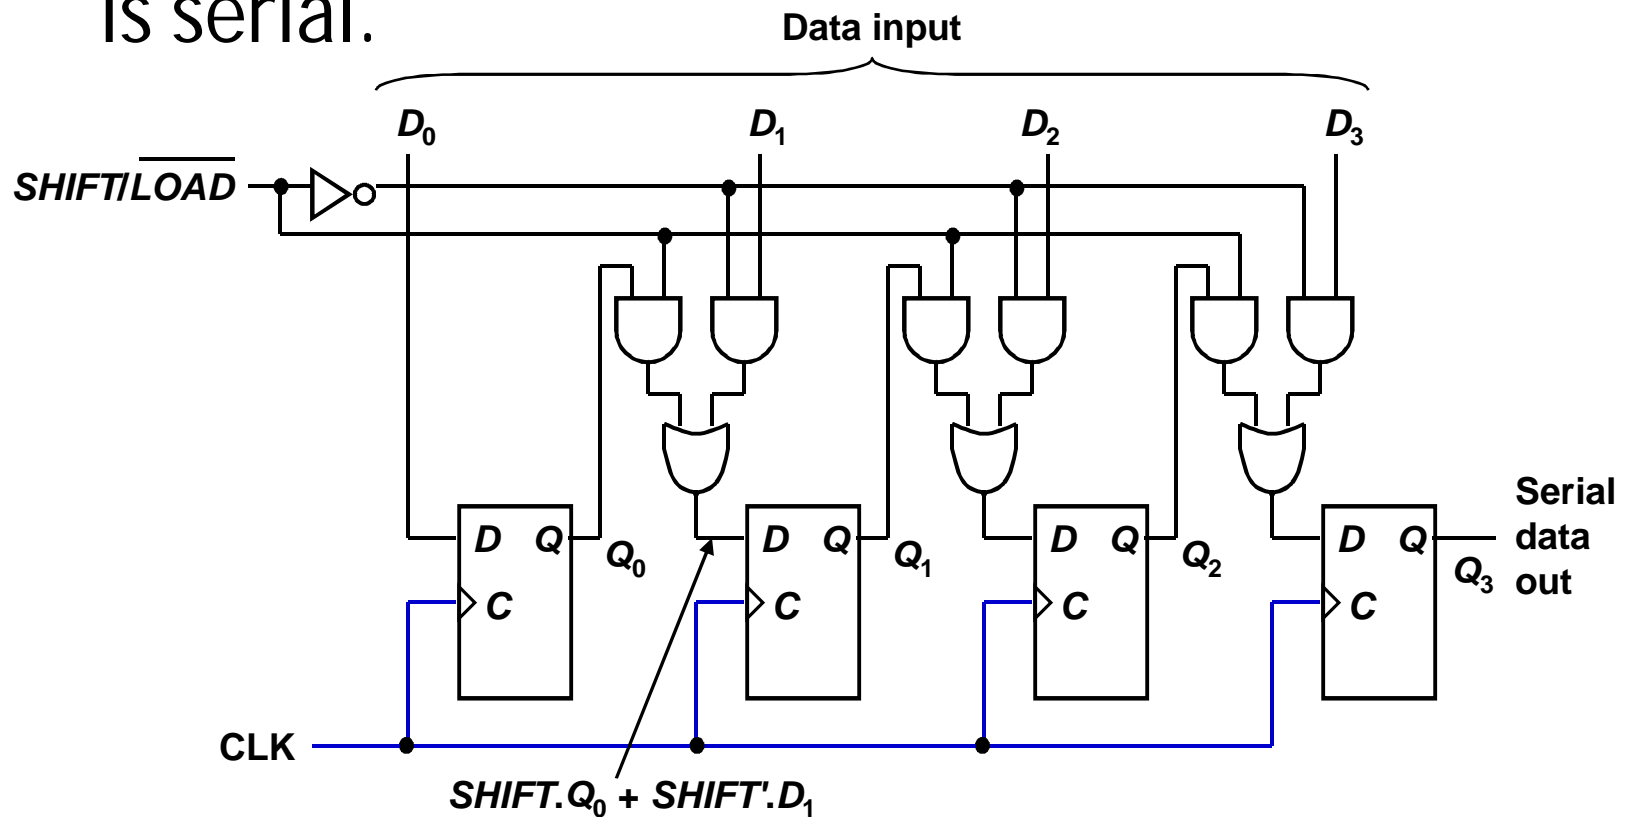 is serial.
Data input
D0 D1 D2 D3
SHIFT/LOAD
D Q Q0 D Q Q1 D Q Q2 D Q Q3
C C C C
Serial
data
out
CLK
SHIFT.Q0 + SHIFT'.D1